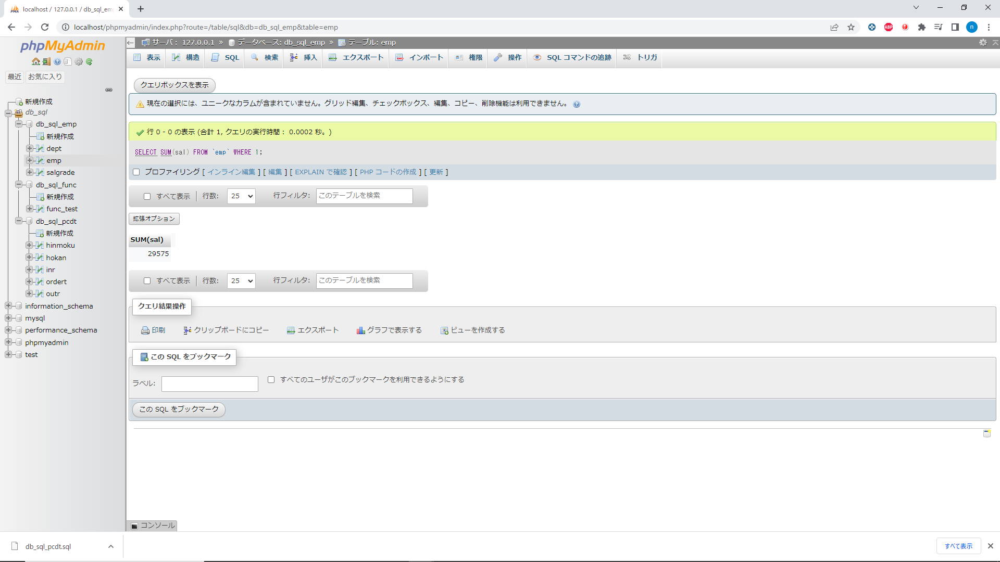 localhost / 127.0.0.1 / db_sql_em
localhost/phpmyadmin/index.php?route=/table/sql&db=db_sql_emp&table=emp
ABP
n
phpMyAdmin
最近
お気に入り
新規作成
db_sql
db_sql_emp
新規作成
dept
emp
salgrade
db_sql_func
新規作成
func_test
db_sql_pcdt
新規作成
hinmoku
hokan
inr
ordert
outr
information_schema
mysql
performance_schema
phpmyadmin
test
サーバ: 127.0.0.1 » データベース: db_sql_emp » テーブル: emp
表示 構造 SQL 検索 挿入 エクスポート インポート 権限 操作 SQL コマンドの追跡 トリガ
クエリボックスを表示
現在の選択には、ユニークなカラムが含まれていません。グリッド編集、チェックボックス、編集、コピー、削除機能は利用できません。
行 0 - 0 の表示 (合計 1, クエリの実行時間: 0.0002 秒。)
SELECT SUM(sal) FROM `emp` WHERE 1;
プロファイリング [ インライン編集 ] [ 編集 ] [ EXPLAIN で確認 ] [ PHP コードの作成 ] [ 更新 ]
すべて表示 行数: 25 行フィルタ: このテーブルを検索
拡張オプション
SUM(sal)
29575
すべて表示 行数: 25 行フィルタ: このテーブルを検索
クエリ結果操作
印刷 クリップボードにコピー エクスポート グラフで表示する ビューを作成する
この SQL をブックマーク
ラベル: すべてのユーザがこのブックマークを利用できるようにする
この SQL をブックマーク
コンソール
db_sql_pcdt.sql
すべて表示